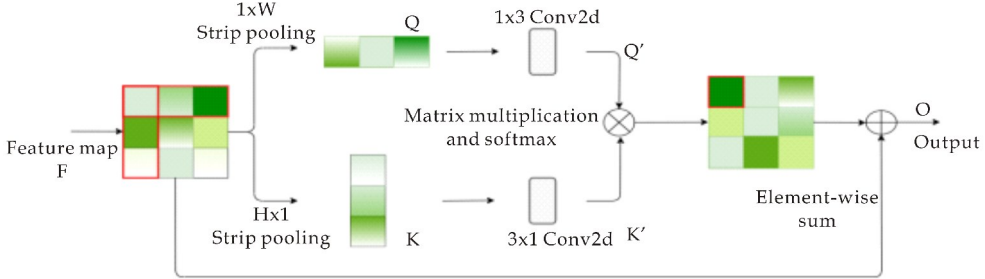 1xW
Strip pooling
Q
1x3 Conv2d
Q’
Feature map
F
Matrix multiplication
and softmax
O
Output
Hx1
Strip pooling
K
3x1 Conv2d
K’
Element-wise
sum